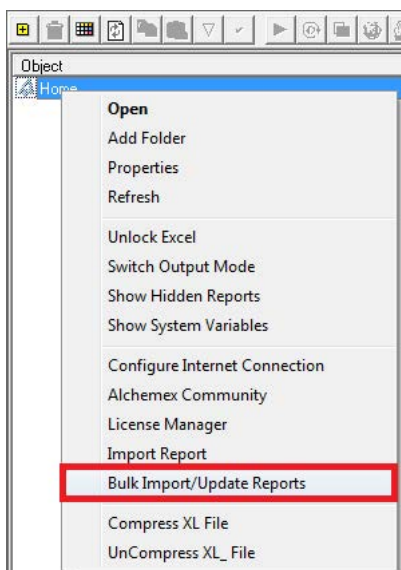 Object
Home
Open
Add Folder
Properties
Refresh
Unlock Excel
Switch Output Mode
Show Hidden Reports
Show System Variables
Configure Internet Connection
Alchemex Community
License Manager
Import Report
Bulk Import/Update Reports
Compress XL File
UnCompress XL_ File